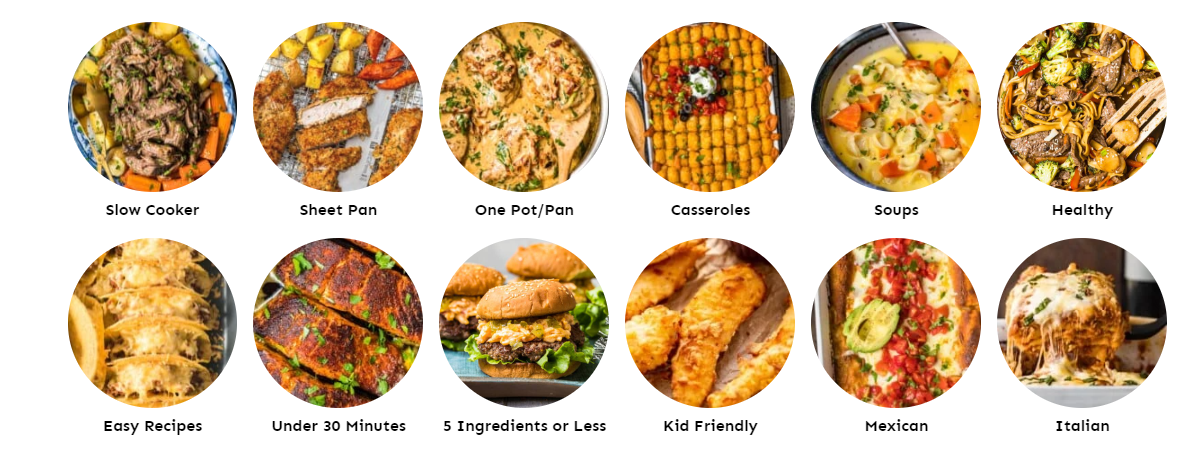 Slow Cooker
Sheet Pan
One Pot/Pan
Casseroles
Soups
Healthy
Easy Recipes
Under 30 Minutes
5 Ingredients or Less
Kid Friendly
Mexican
Italian